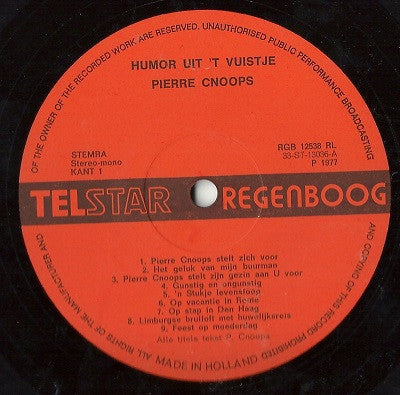 OF THE OWNER OF THE RECORDED WORK ARE RESERVED. UNAUTHORISED PUBLIC PERFORMANCE BROADCASTING
HUMOR UIT 'T VUISTJE
PIERRE CNOOPS
STEMRA
Stereo-mono
KANT 1
RGB 12538 RL
33-ST-13036-A
P 1977
TELSTAR REGENBOOG
1. Pierre Cnoops stelt zich voor
2. Het geluk van mijn buurman
3. Pierre Cnoops stelt zijn gezin aan U voor
4. Gunstig en ongunstig
5. 'n Stukje levensloop
6. Op vacantie in Rome
7. Op stap in Den Haag
8. Limburgse bruiloft met huwelijksreis
9. Feest op moederdag
Alle titels tekst P. Cnoops
AND COPYING OF THIS RECORD PROHIBITED
ALL RIGHTS OF THE MANUFACTURER AND
MADE IN HOLLAND